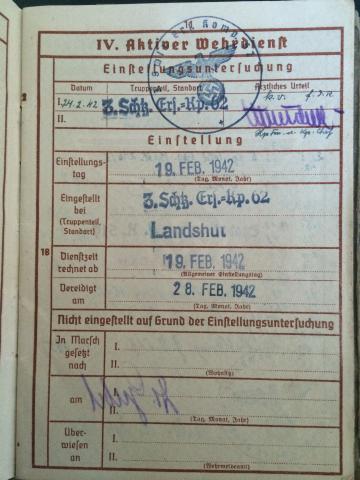 IV. Aktiver Wehrdienst
Einstellungsuntersuchung
Datum Truppenteil, Standort Ärztliches Urteil
I. 24.2.42 3. Schtz. Ers.-Kp. 62 k.v.
II.
Einstellung
Einstellungs-
tag
19. FEB. 1942
(Tag, Monat, Jahr)
Eingestellt
bei
(Truppenteil,
Standort)
3. Schtz. Ers.-Kp. 62
Landshut
18
Dienstzeit
rechnet ab
19. FEB. 1942
(Allgemeiner Einstellungstag)
Vereidigt
am
28 FEB. 1942
(Tag, Monat, Jahr)
Nicht eingestellt auf Grund der Einstellungsuntersuchung
In Marsch
gesetzt
nach
I.
II.
(Wohnsitz)
am
I.
II.
(Tag, Monat, Jahr)
Über-
wiesen
an
I.
II.
(Wehrmeldeamt)